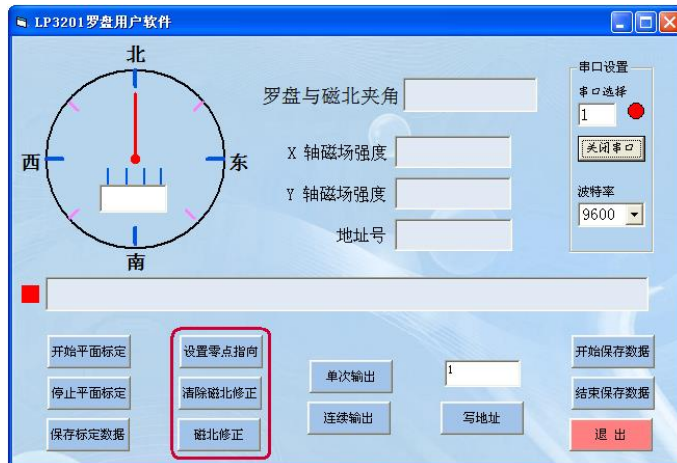 LP3201罗盘用户软件
北
西
东
南
罗盘与磁北夹角
X 轴磁场强度
Y 轴磁场强度
地址号
串口设置
串口选择
1
关闭串口
波特率
9600
开始平面标定
设置零点指向
停止平面标定
清除磁北修正
保存标定数据
磁北修正
单次输出
连续输出
1
写地址
开始保存数据
结束保存数据
退 出